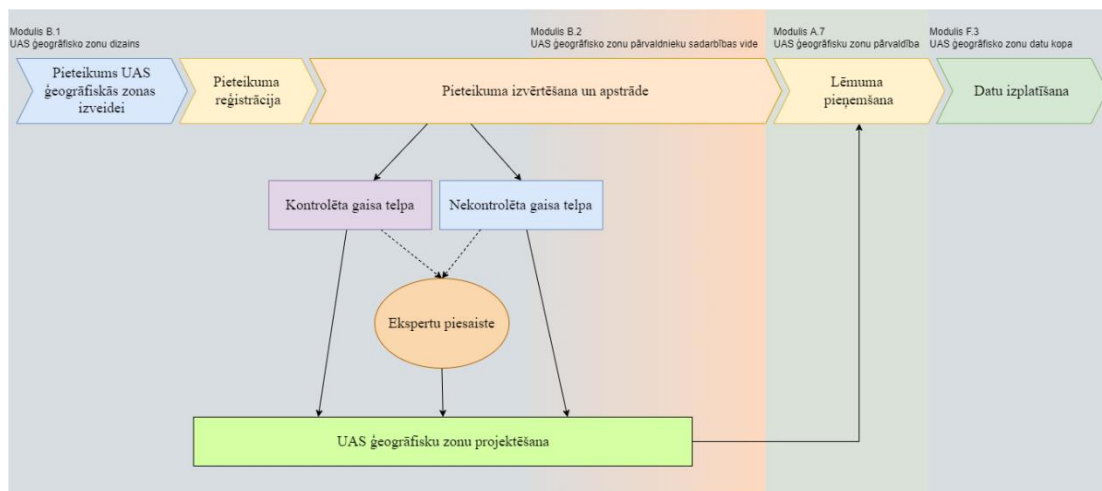 Modulis B.1
UAS ģeogrāfisko zonu dizains
Modulis B.2
UAS ģeogrāfisko zonu pārvaldnieku sadarbības vide
Modulis A.7
UAS ģeogrāfisku zonu pārvaldība
Modulis F.3
UAS ģeogrāfisko zonu datu kopa
Pieteikums UAS
ģeogrāfiskās zonas
izveidei
Pieteikuma
reģistrācija
Pieteikuma izvērtēšana un apstrāde
Lēmuma
pieņemšana
Datu izplatīšana
Kontrolēta gaisa telpa
Nekontrolēta gaisa telpa
Ekspertu piesaiste
UAS ģeogrāfisku zonu projektēšana